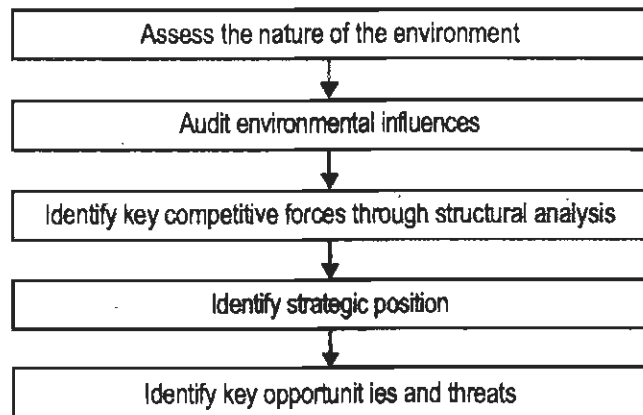 Assess the nature of the environment
Audit environmental influences
Identify key competitive forces through structural analysis
Identify strategic position
Identify key opportunit ies and threats